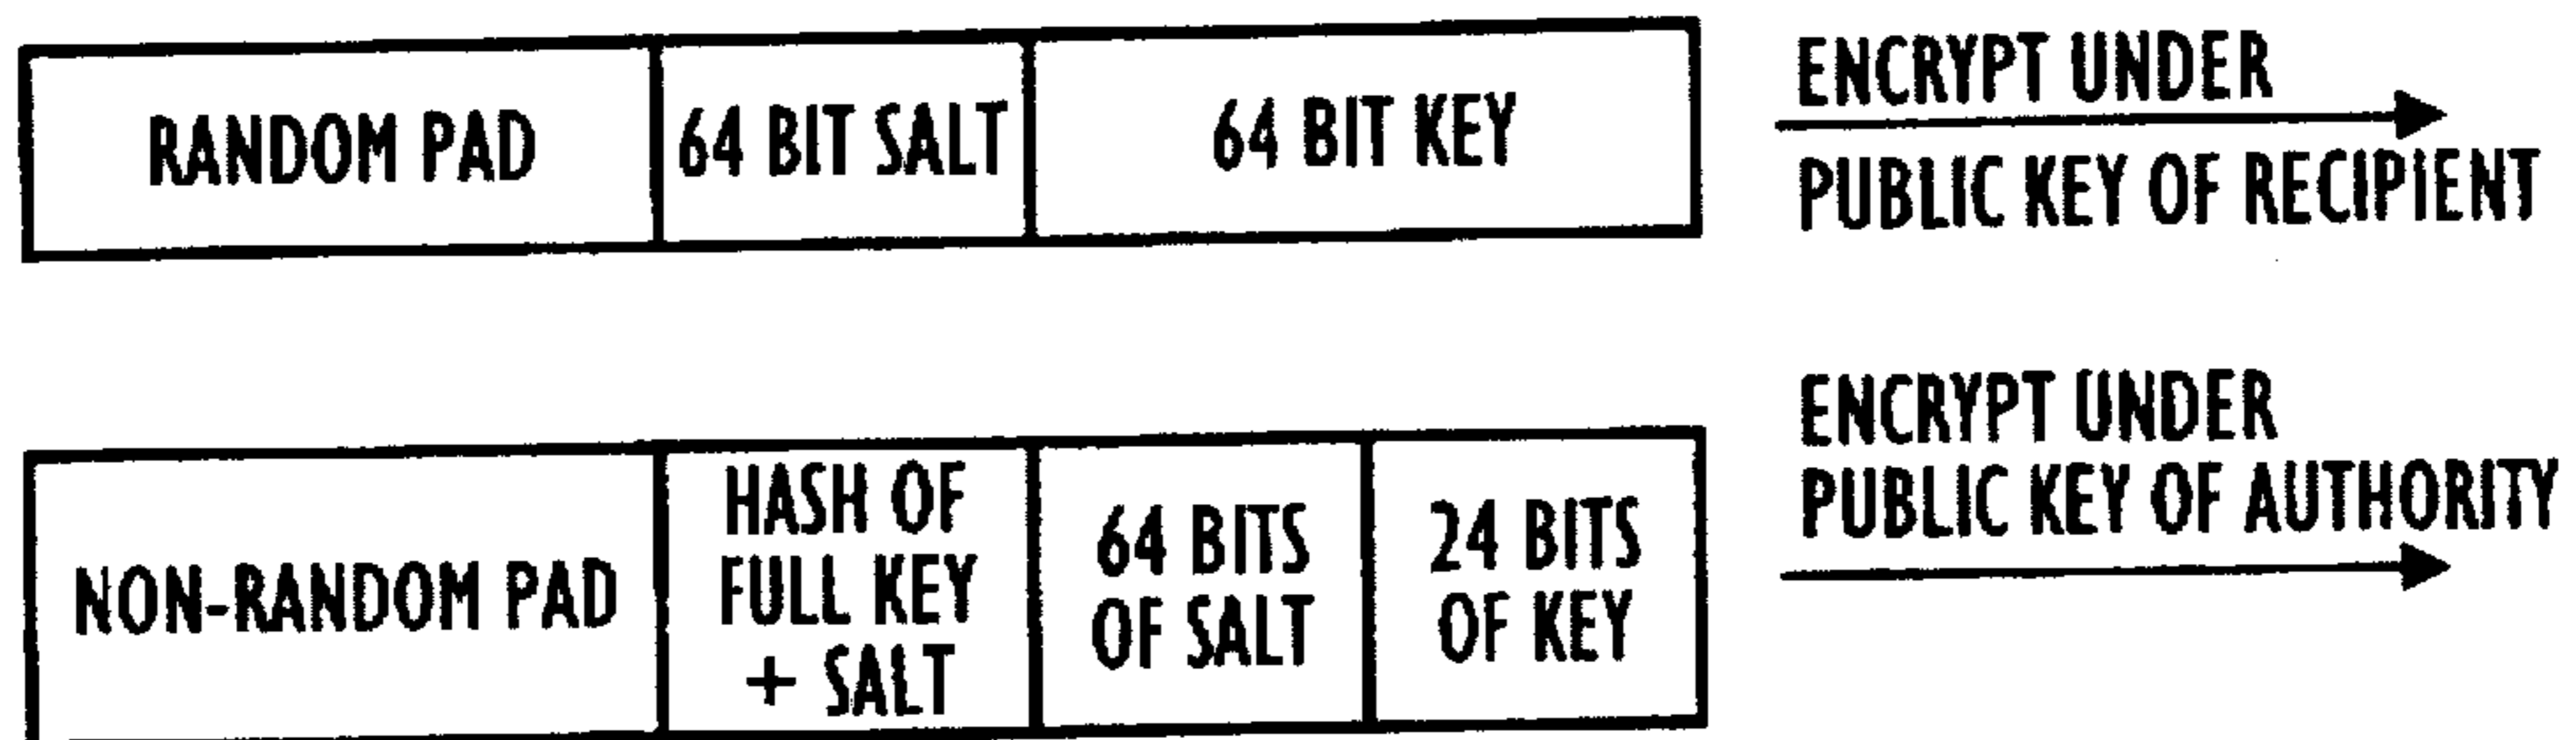 RANDOM PAD
64 BIT SALT
64 BIT KEY
ENCRYPT UNDER
PUBLIC KEY OF RECIPIENT
NON-RANDOM PAD
HASH OF
FULL KEY
+ SALT
64 BITS
OF SALT
24 BITS
OF KEY
ENCRYPT UNDER
PUBLIC KEY OF AUTHORITY